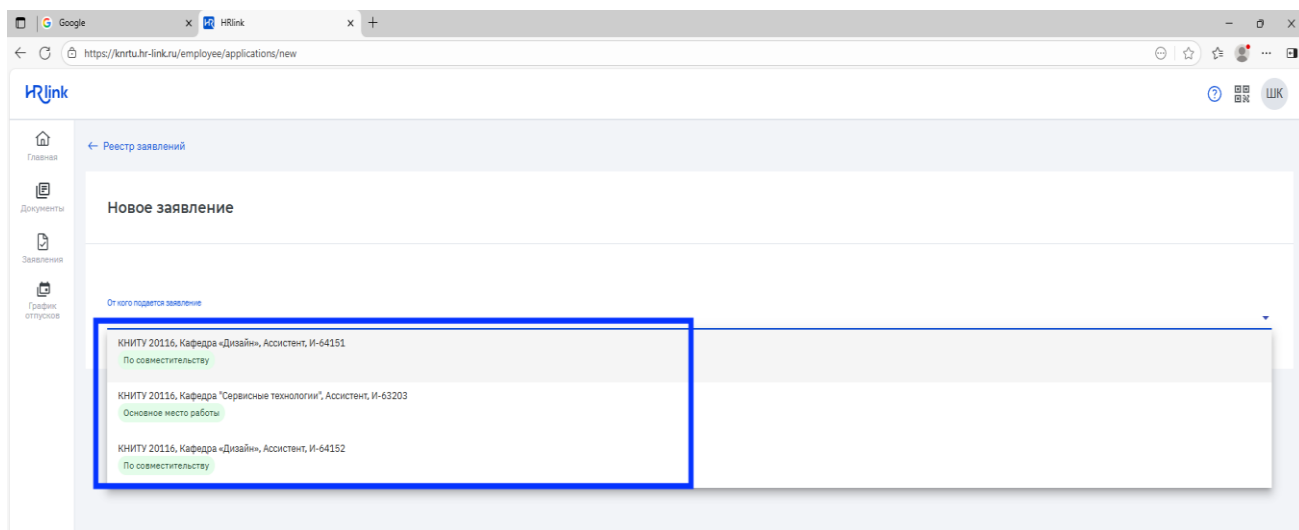 Google
HRlink
https://knrtu.hr-link.ru/employee/applications/new
HRlink
ШК
Главная
Документы
Заявления
График
отпусков
← Реестр заявлений
Новое заявление
От кого подается заявление
КНИТУ 20116, Кафедра «Дизайн», Ассистент, И-64151
По совместительству
КНИТУ 20116, Кафедра "Сервисные технологии", Ассистент, И-63203
Основное место работы
КНИТУ 20116, Кафедра «Дизайн», Ассистент, И-64152
По совместительству